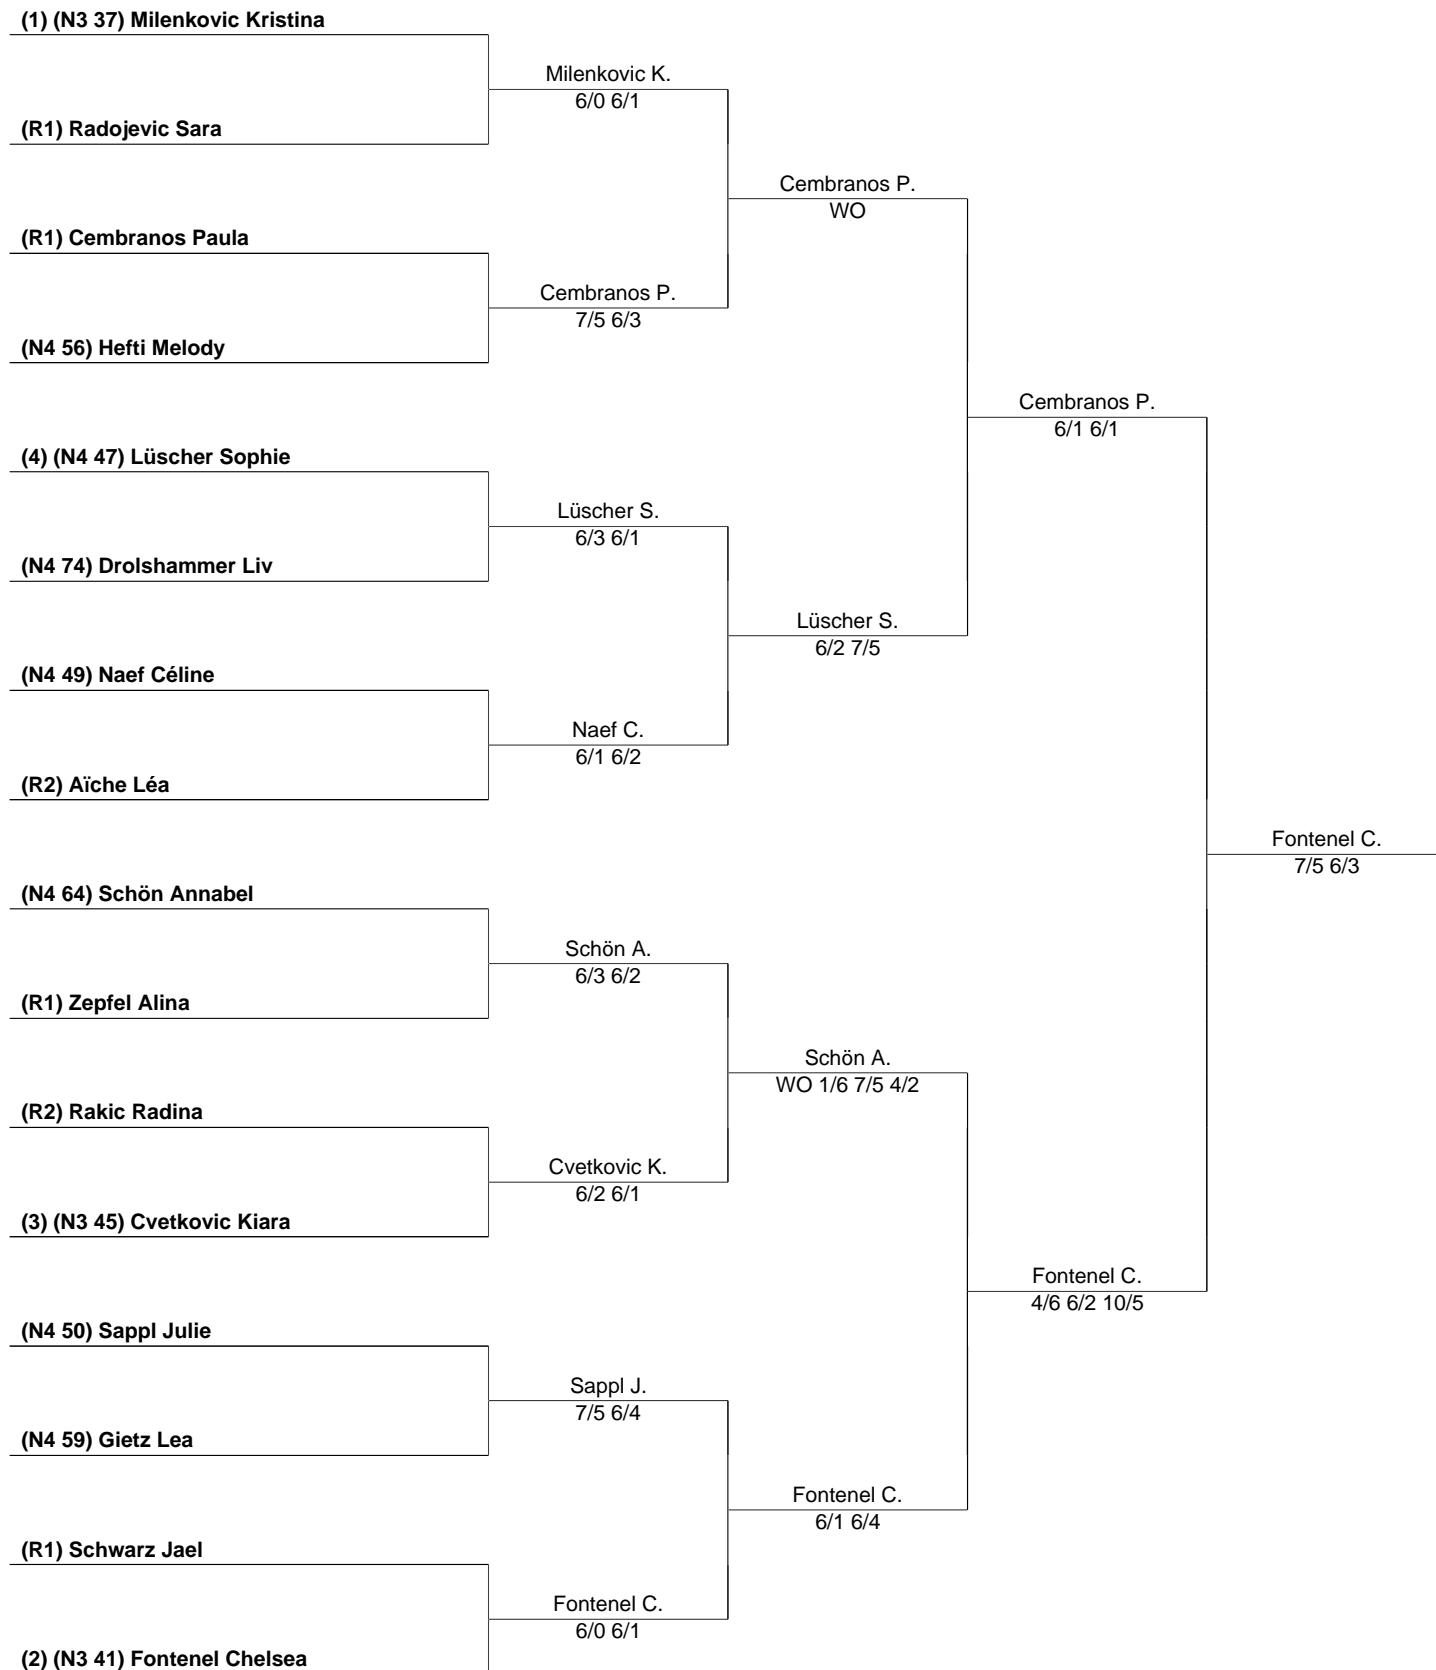 (1) (N3 37) Milenkovic Kristina
Milenkovic K.
6/0 6/1
(R1) Radojevic Sara
Cembranos P.
WO
(R1) Cembranos Paula
Cembranos P.
7/5 6/3
(N4 56) Hefti Melody
Cembranos P.
6/1 6/1
(4) (N4 47) Lüscher Sophie
Lüscher S.
6/3 6/1
(N4 74) Drolshammer Liv
Lüscher S.
6/2 7/5
(N4 49) Naef Céline
Naef C.
6/1 6/2
(R2) Aïche Léa
Fontenel C.
7/5 6/3
(N4 64) Schön Annabel
Schön A.
6/3 6/2
(R1) Zepfel Alina
Schön A.
WO 1/6 7/5 4/2
(R2) Rakic Radina
Cvetkovic K.
6/2 6/1
(3) (N3 45) Cvetkovic Kiara
Fontenel C.
4/6 6/2 10/5
(N4 50) Sappl Julie
Sappl J.
7/5 6/4
(N4 59) Gietz Lea
Fontenel C.
6/1 6/4
(R1) Schwarz Jael
Fontenel C.
6/0 6/1
(2) (N3 41) Fontenel Chelsea